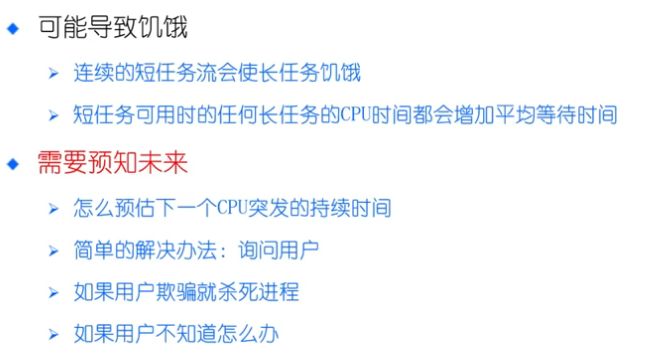 可能导致饥饿
连续的短任务流会使长任务饥饿
短任务可用时的任何长任务的CPU时间都会增加平均等待时间
需要预知未来
怎么预估下一个CPU突发的持续时间
简单的解决办法：询问用户
如果用户欺骗就杀死进程
如果用户不知道怎么办